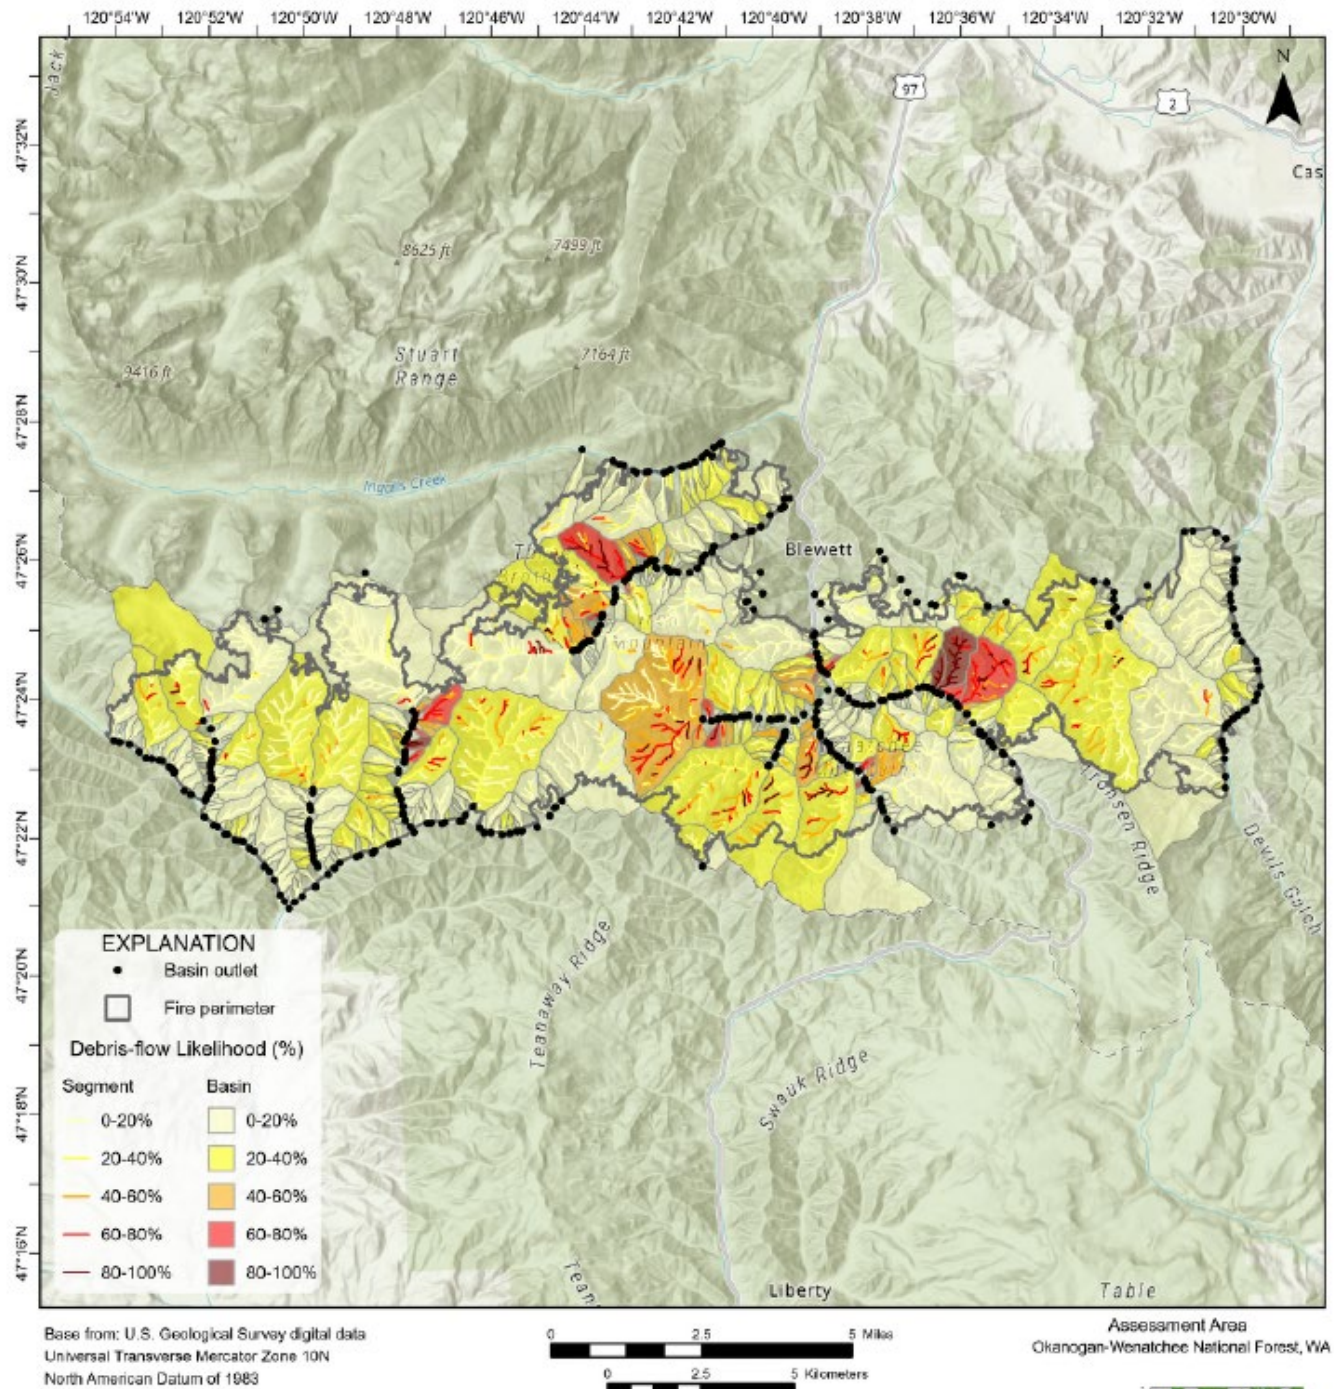 120°54'W 120°52'W 120°50'W 120°48'W 120°46'W 120°44'W 120°42'W 120°40'W 120°38'W 120°36'W 120°34'W 120°32'W 120°30'W
Jack
N
97
2
47°32'N
Cas
8625 ft
7499 ft
47°30'N
Stuart
Range
7164 ft
9416 ft
47°28'N
Ingalls Creek
47°26'N
Blewett
47°24'N
47°22'N
Tronsen Ridge
Devils Gulch
Teanaway Ridge
47°20'N
Swauk Ridge
47°18'N
47°16'N
EXPLANATION
Basin outlet
Fire perimeter
Debris-flow Likelihood (%)
Segment Basin
0-20% 0-20%
20-40% 20-40%
40-60% 40-60%
60-80% 60-80%
80-100% 80-100%
Tean
Liberty
Table
Base from: U.S. Geological Survey digital data
Universal Transverse Mercator Zone 10N
North American Datum of 1983
0 2.5 5 Miles
0 2.5 5 Kilometers
Assessment Area
Okanogan-Wenatchee National Forest, WA